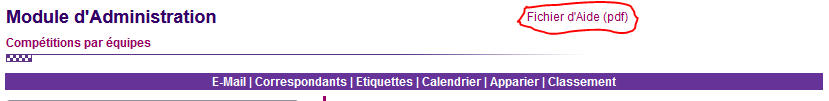 Module d'Administration
Fichier d'Aide (pdf)
Compétitions par équipes
E-Mail | Correspondants | Etiquettes | Calendrier | Apparier | Classement